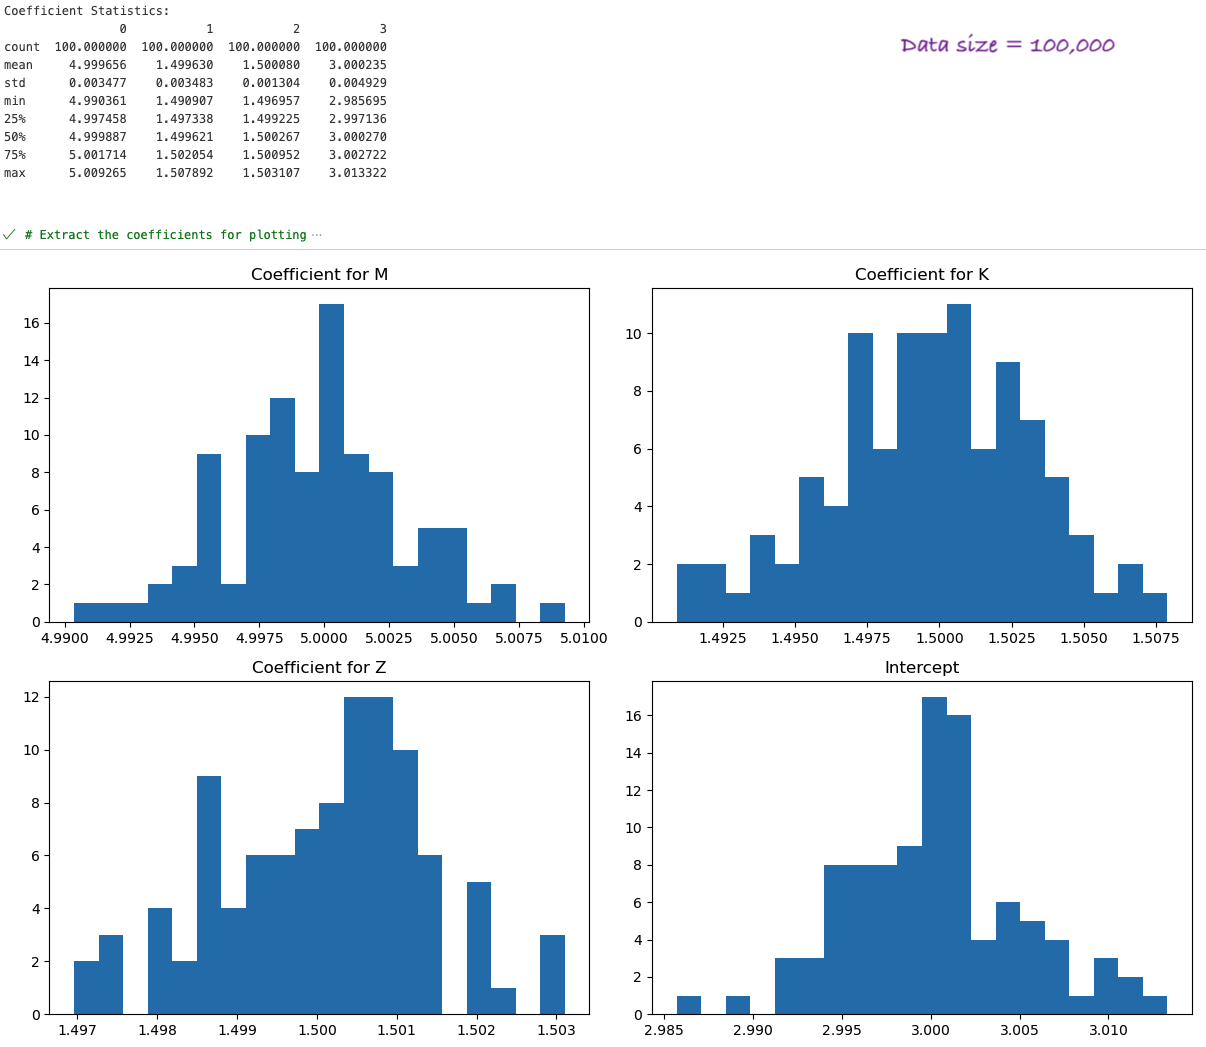 Coefficient Statistics:
0 1 2 3
count 100.000000 100.000000 100.000000 100.000000
mean 4.999656 1.499630 1.500080 3.000235
std 0.003477 0.003483 0.001304 0.004929
min 4.990361 1.490907 1.496957 2.985695
25% 4.997458 1.497338 1.499225 2.997136
50% 4.999887 1.499621 1.500267 3.000270
75% 5.001714 1.502054 1.500952 3.002722
max 5.009265 1.507892 1.503107 3.013322
Data size = 100,000
# Extract the coefficients for plotting ...
Coefficient for M
16
14
12
10
8
6
4
2
0
4.9900 4.9925 4.9950 4.9975 5.0000 5.0025 5.0050 5.0075 5.0100
Coefficient for K
10
8
6
4
2
0
1.4925 1.4950 1.4975 1.5000 1.5025 1.5050 1.5075
Coefficient for Z
12
10
8
6
4
2
0
1.497 1.498 1.499 1.500 1.501 1.502 1.503
Intercept
16
14
12
10
8
6
4
2
0
2.985 2.990 2.995 3.000 3.005 3.010